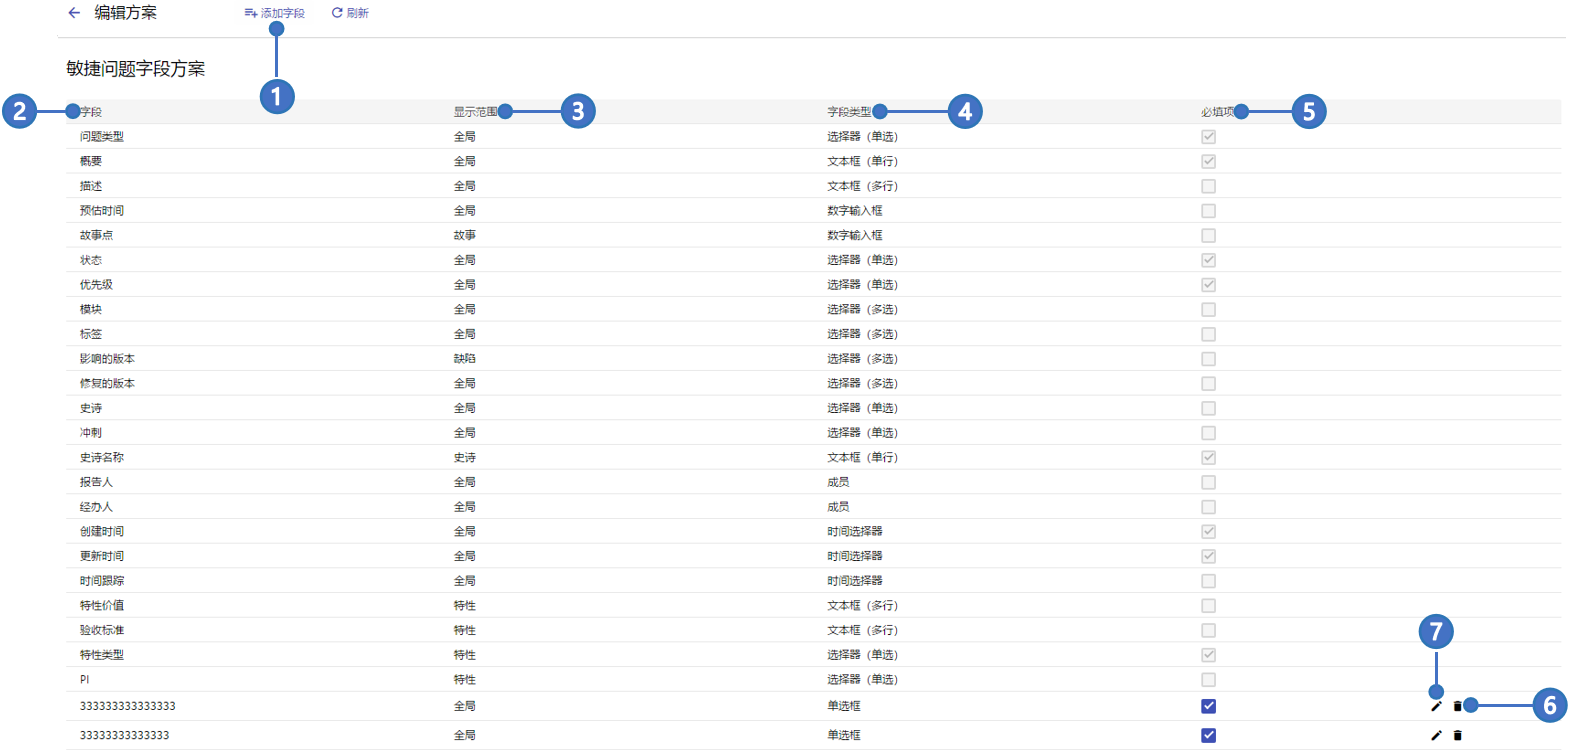 编辑方案 添加字段 刷新
敏捷问题字段方案
1
2 字段 显示范围 3 字段类型 4 必填项 5
问题类型 全局 选择器（单选）
概要 全局 文本框（单行）
描述 全局 文本框（多行）
预估时间 全局 数字输入框
故事点 故事 数字输入框
状态 全局 选择器（单选）
优先级 全局 选择器（单选）
模块 全局 选择器（多选）
标签 全局 选择器（多选）
影响的版本 缺陷 选择器（多选）
修复的版本 全局 选择器（多选）
史诗 全局 选择器（单选）
冲刺 全局 选择器（单选）
史诗名称 史诗 文本框（单行）
报告人 全局 成员
经办人 全局 成员
创建时间 全局 时间选择器
更新时间 全局 时间选择器
时间跟踪 全局 时间选择器
特性价值 特性 文本框（多行）
验收标准 特性 文本框（多行）
7
特性类型 特性 选择器（单选）
PI 特性 选择器（单选）
333333333333333 全局 单选框 6
33333333333333 全局 单选框